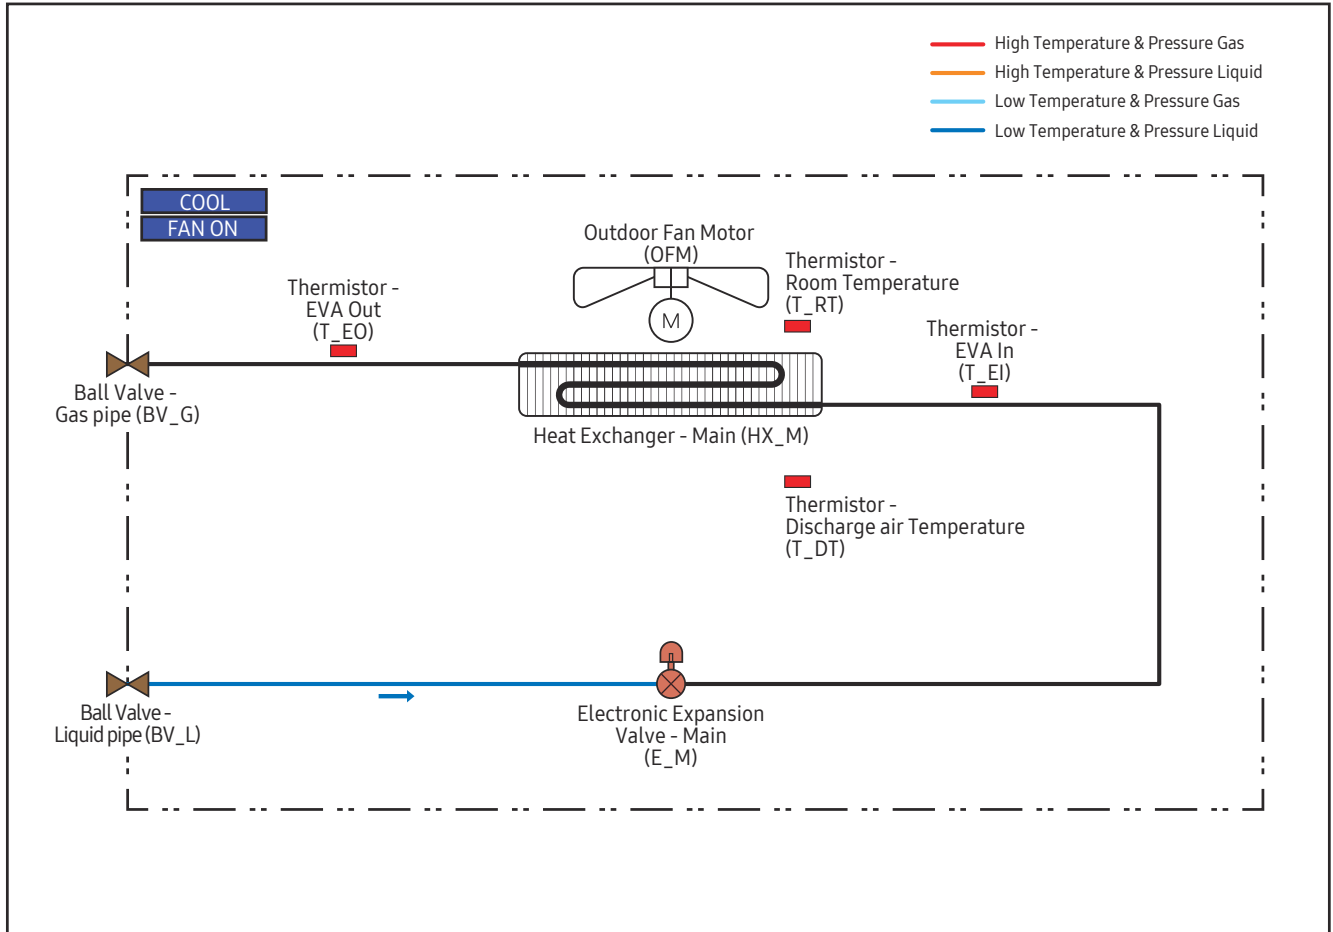 High Temperature & Pressure Gas
High Temperature & Pressure Liquid
Low Temperature & Pressure Gas
Low Temperature & Pressure Liquid
COOL
FAN ON
Outdoor Fan Motor
(OFM)
M
Thermistor -
Room Temperature
(T_RT)
Thermistor -
EVA Out
(T_EO)
Thermistor -
EVA In
(T_EI)
Ball Valve -
Gas pipe (BV_G)
Heat Exchanger - Main (HX_M)
Thermistor -
Discharge air Temperature
(T_DT)
Ball Valve -
Liquid pipe (BV_L)
Electronic Expansion
Valve - Main
(E_M)